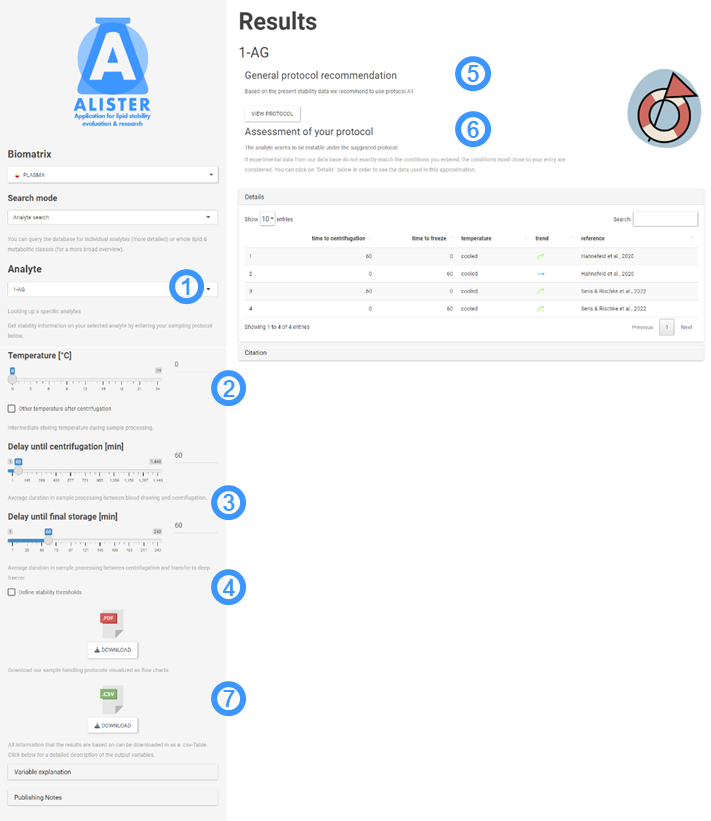 A
ALISTER
Application for lipid stability
evaluation & research
Biomatrix
PLASMA
Search mode
Analyte search
You can query the database for individual analytes (more detailed) or whole lipid &
metabolite classes (for a more broad overview).
Analyte
1-AG
1
Looking up a specific analytes
Get stability information on your selected analyte by entering your sampling protocol
below.
Temperature [°C]
0
0
2
Other temperature after centrifugation
Intermediate storing temperature during sample processing.
Delay until centrifugation [min]
1 60 1,440
60
Average duration in sample processing between blood drawing and centrifugation.
3
Delay until final storage [min]
1 60 240
60
Average duration in sample processing between centrifugation and transfer to deep
freezer.
4
Define stability thresholds
.PDF
DOWNLOAD
Download our sample handling protocols visualized as flow charts.
.CSV
7
DOWNLOAD
All information that the results are based on can be downloaded in as a .csv-Table.
Click below for a detailed description of the output variables.
Variable explanation
Publishing Notes
Results
1-AG
General protocol recommendation
5
Based on the present stability data we recommend to use protocol A1
VIEW PROTOCOL
6
Assessment of your protocol
The analyte seems to be instable under the suggested protocol.
If experimental data from our data base do not exactly match the conditions you entered, the conditions most close to your entry are
considered. You can click on 'Details' below in order to see the data used in this approximation.
Details
Show 10 entries
Search:
time to centrifugation time to freeze temperature trend reference
1 60 0 cooled Hahnefeld et al., 2020
2 0 60 cooled Hahnefeld et al., 2020
3 60 0 cooled Sens & Rischke et al., 2022
4 0 60 cooled Sens & Rischke et al., 2022
Showing 1 to 4 of 4 entries
Previous 1 Next
Citation